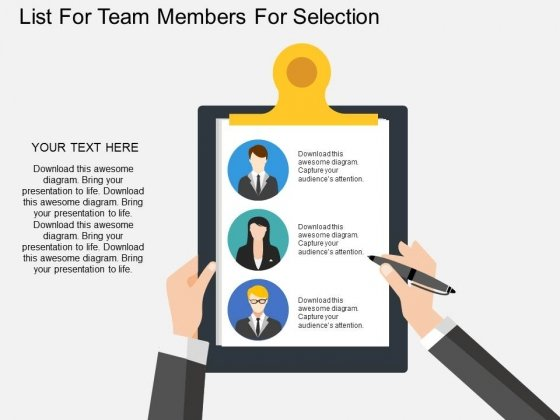 List For Team Members For Selection
YOUR TEXT HERE
Download this awesome
diagram. Bring your
presentation to life. Download
this awesome diagram. Bring
your presentation to life.
Download this awesome
diagram. Bring your
presentation to life. Download
this awesome diagram. Bring
your presentation to life.
Download this
awesome diagram.
Capture your
audience's attention.
Download this
awesome diagram.
Capture your
audience's attention.
Download this
awesome diagram.
Capture your
audience's attention.